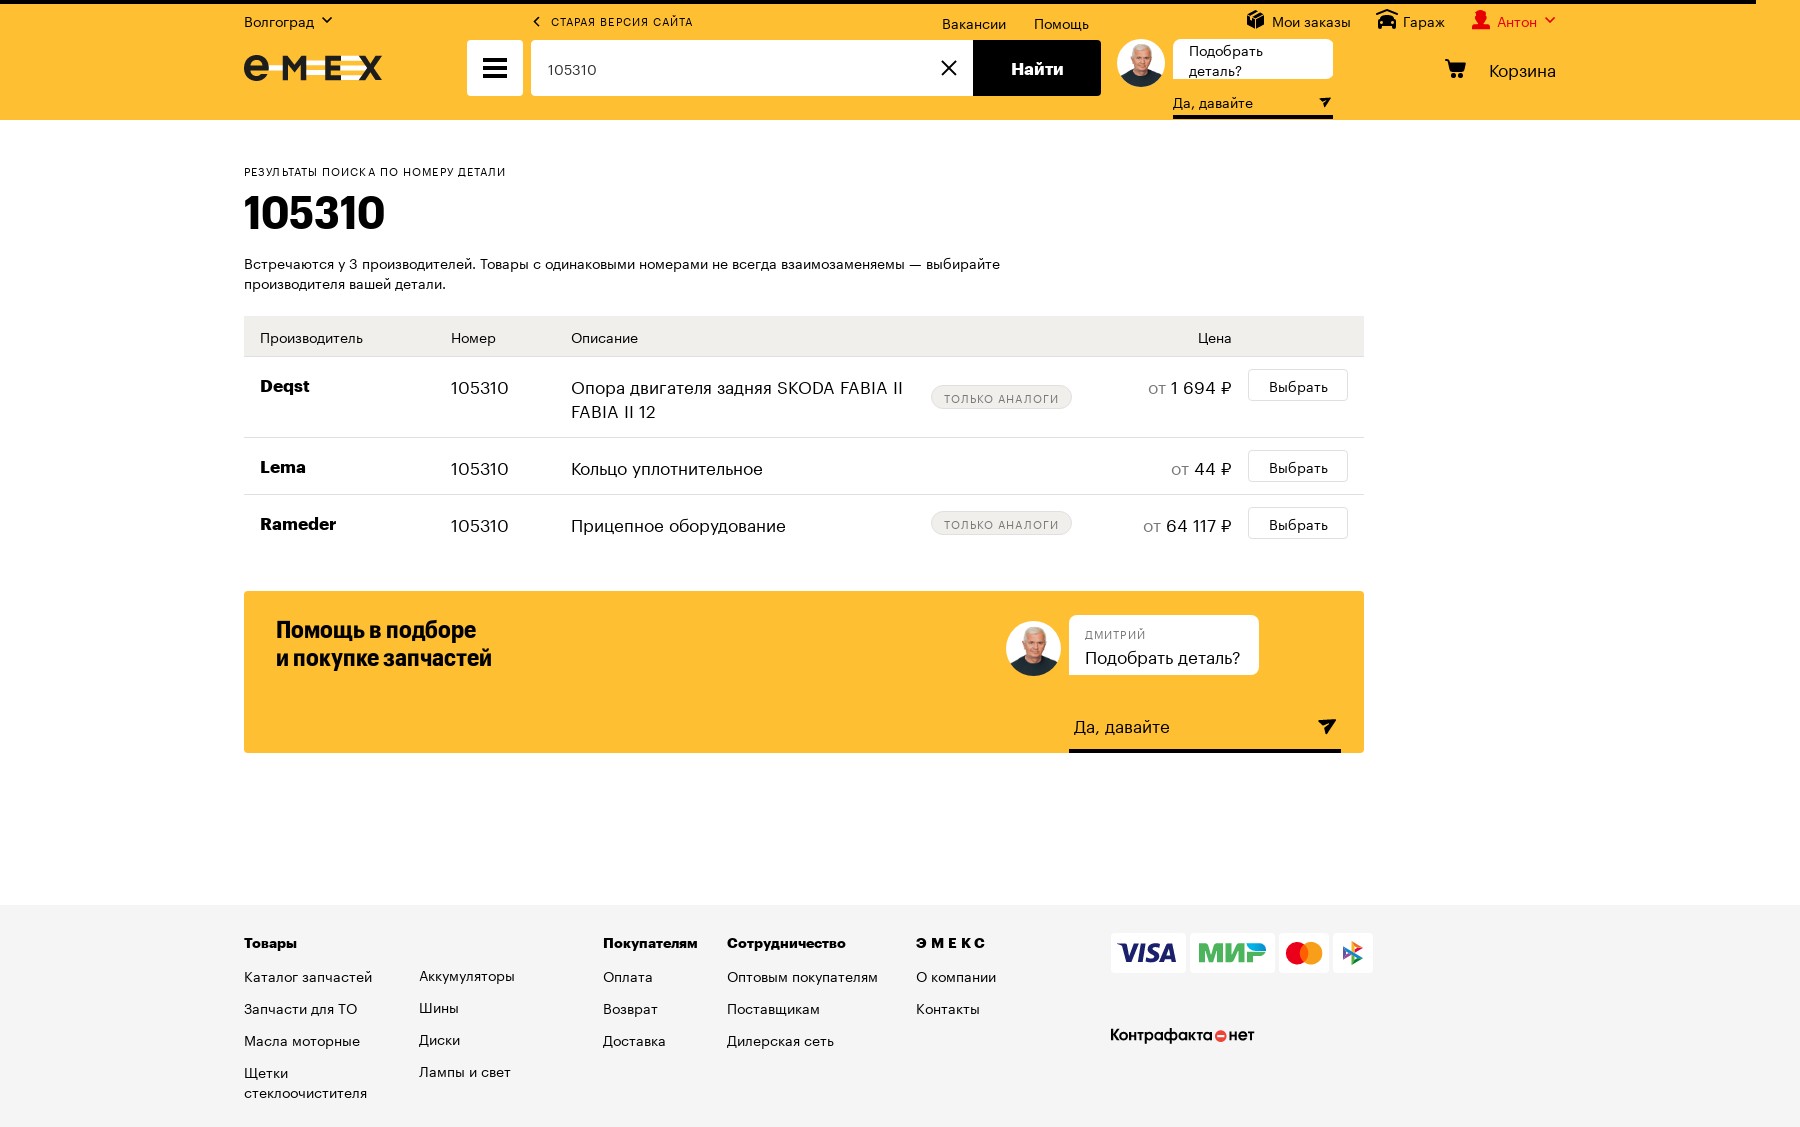 Волгоград
СТАРАЯ ВЕРСИЯ САЙТА
Вакансии
Помощь
Мои заказы
Гараж
Антон
e-MEX
105310
Найти
Подобрать
деталь?
Да, давайте
Корзина
РЕЗУЛЬТАТЫ ПОИСКА ПО НОМЕРУ ДЕТАЛИ
105310
Встречаются у 3 производителей. Товары с одинаковыми номерами не всегда взаимозаменяемы — выбирайте
производителя вашей детали.
Производитель Номер Описание Цена
Deqst 105310 Опора двигателя задняя SKODA FABIA II ТОЛЬКО АНАЛОГИ от 1 694 ₽ Выбрать
FABIA II 12
Lema 105310 Кольцо уплотнительное от 44 ₽ Выбрать
Rameder 105310 Прицепное оборудование ТОЛЬКО АНАЛОГИ от 64 117 ₽ Выбрать
Помощь в подборе
и покупке запчастей
ДМИТРИЙ
Подобрать деталь?
Да, давайте
Товары
Каталог запчастей
Запчасти для ТО
Масла моторные
Щетки
стеклоочистителя
Аккумуляторы
Шины
Диски
Лампы и свет
Покупателям
Оплата
Возврат
Доставка
Сотрудничество
Оптовым покупателям
Поставщикам
Дилерская сеть
ЭМЕКС
О компании
Контакты
VISA
МИР
Контрафакта нет